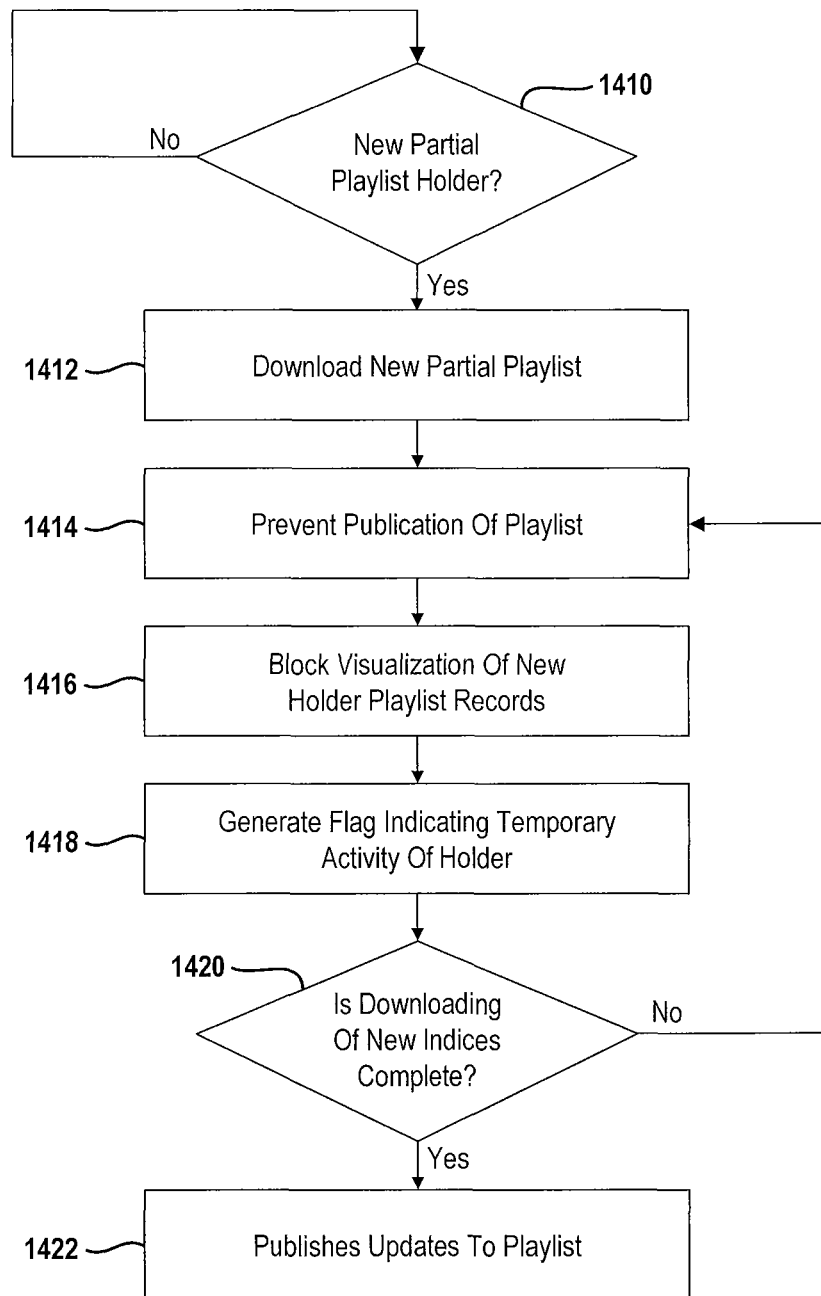 1410
No
New Partial
Playlist Holder?
Yes
1412
Download New Partial Playlist
1414
Prevent Publication Of Playlist
1416
Block Visualization Of New
Holder Playlist Records
1418
Generate Flag Indicating Temporary
Activity Of Holder
1420
Is Downloading
Of New Indices
Complete?
No
Yes
1422
Publishes Updates To Playlist